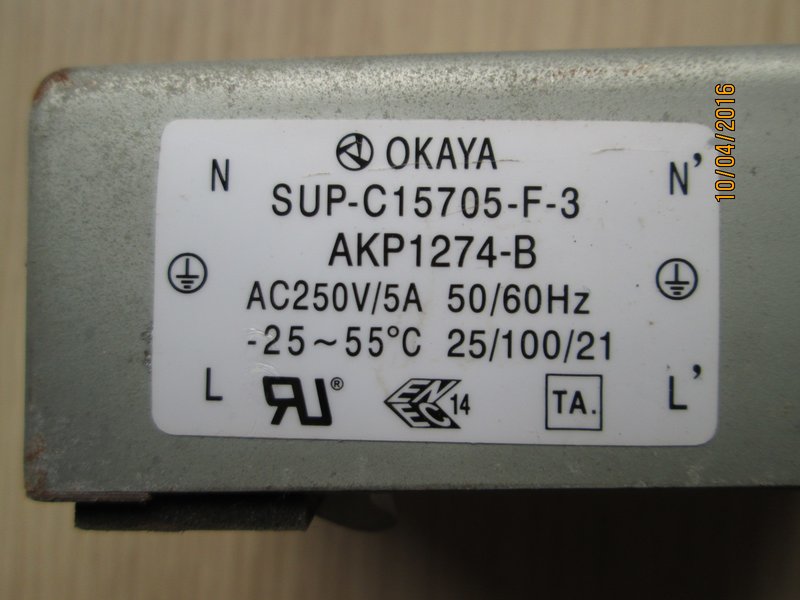 OKAYA
N
N’
SUP-C15705-F-3
AKP1274-B
AC250V/5A 50/60Hz
-25~55°C 25/100/21
L
RU®
ENEC 14
TA.
L’
10/04/2016